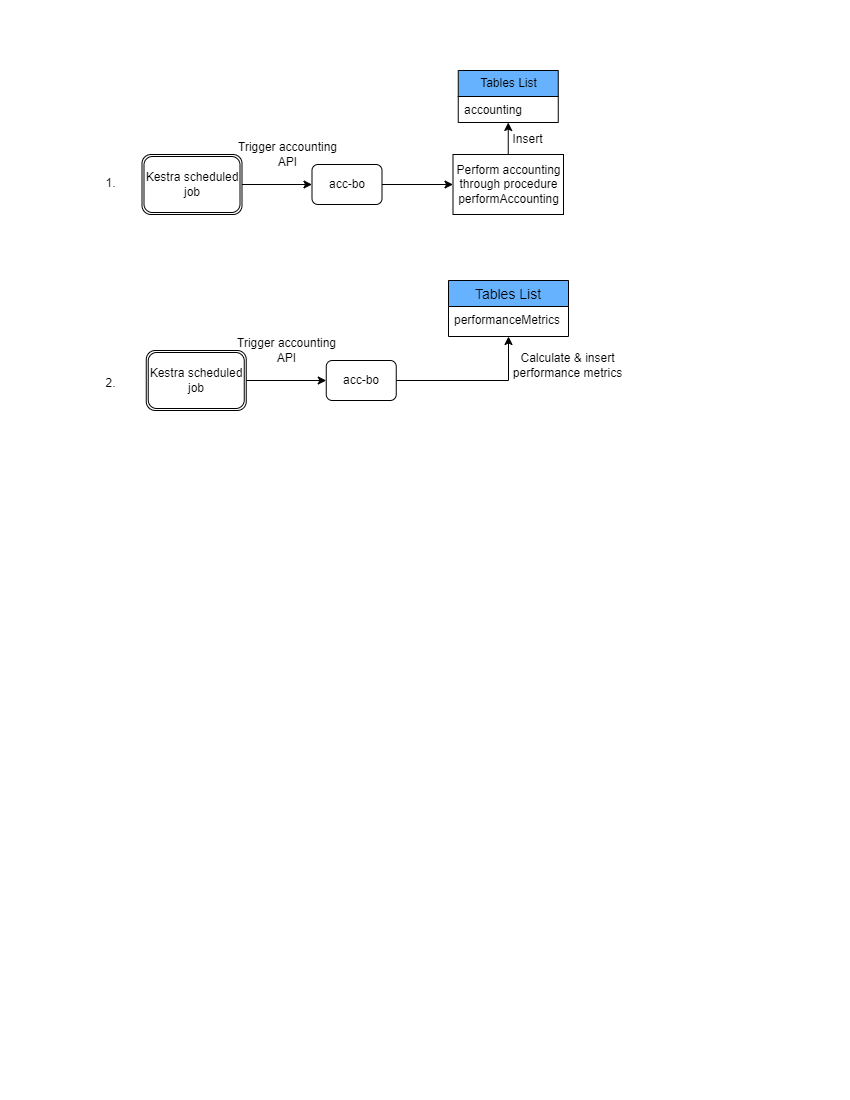 Tables List
accounting
Insert
Trigger accounting
API
1.
Kestra scheduled
job
acc-bo
Perform accounting
through procedure
performAccounting
Tables List
performanceMetrics
Trigger accounting
API
Calculate & insert
performance metrics
2.
Kestra scheduled
job
acc-bo